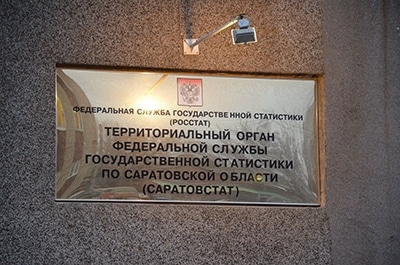 ФЕДЕРАЛЬНАЯ СЛУЖБА ГОСУДАРСТВЕННОЙ СТАТИСТИКИ
(РОССТАТ)
ТЕРРИТОРИАЛЬНЫЙ ОРГАН
ФЕДЕРАЛЬНОЙ СЛУЖБЫ
ГОСУДАРСТВЕННОЙ СТАТИСТИКИ
ПО САРАТОВСКОЙ ОБЛАСТИ
(САРАТОВСТАТ)